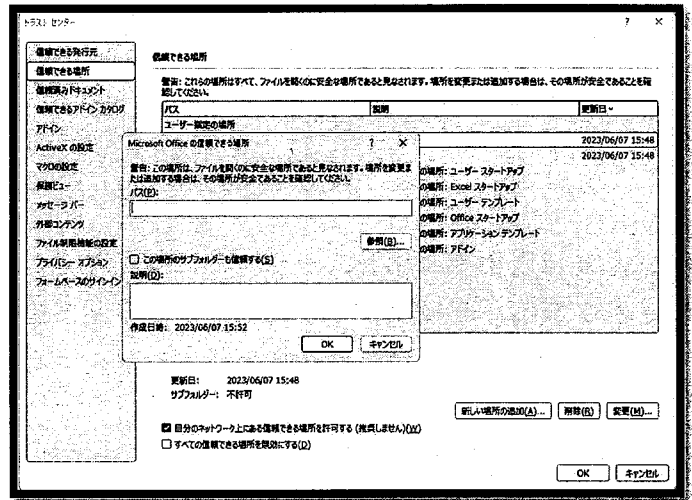 トラスト センター
? ×
信頼できる発行元
信頼できる場所
信頼済みドキュメント
信頼できるアドイン カタログ
アドイン
ActiveX の設定
マクロの設定
保護ビュー
メッセージ バー
外部コンテンツ
ファイル制限機能の設定
プライバシー オプション
フォームベースのサインイン
信頼できる場所
警告: これらの場所はすべて、ファイルを開くのに安全な場所であると見なされます。場所を変更または追加する場合は、その場所が安全であることを確
認してください。
パス 説明 更新日
ユーザー指定の場所
2023/06/07 15:48
2023/06/07 15:48
の場所: ユーザー スタートアップ
の場所: Excel スタートアップ
の場所: ユーザー テンプレート
の場所: Office スタートアップ
の場所: アプリケーション テンプレート
の場所: アドイン
Microsoft Office の信頼できる場所 ? ×
警告: この場所は、ファイルを開くのに安全な場所であると見なされます。場所を変更ま
たは追加する場合は、その場所が安全であることを確認してください。
パス(P):
参照(B)...
この場所のサブフォルダーも信頼する(S)
説明(D):
作成日時: 2023/06/07 15:52
OK キャンセル
更新日: 2023/06/07 15:48
サブフォルダー: 不許可
新しい場所の追加(A)... 削除(R) 変更(M)...
自分のネットワーク上にある信頼できる場所を許可する (推奨しません)(W)
すべての信頼できる場所を無効にする(D)
OK キャンセル